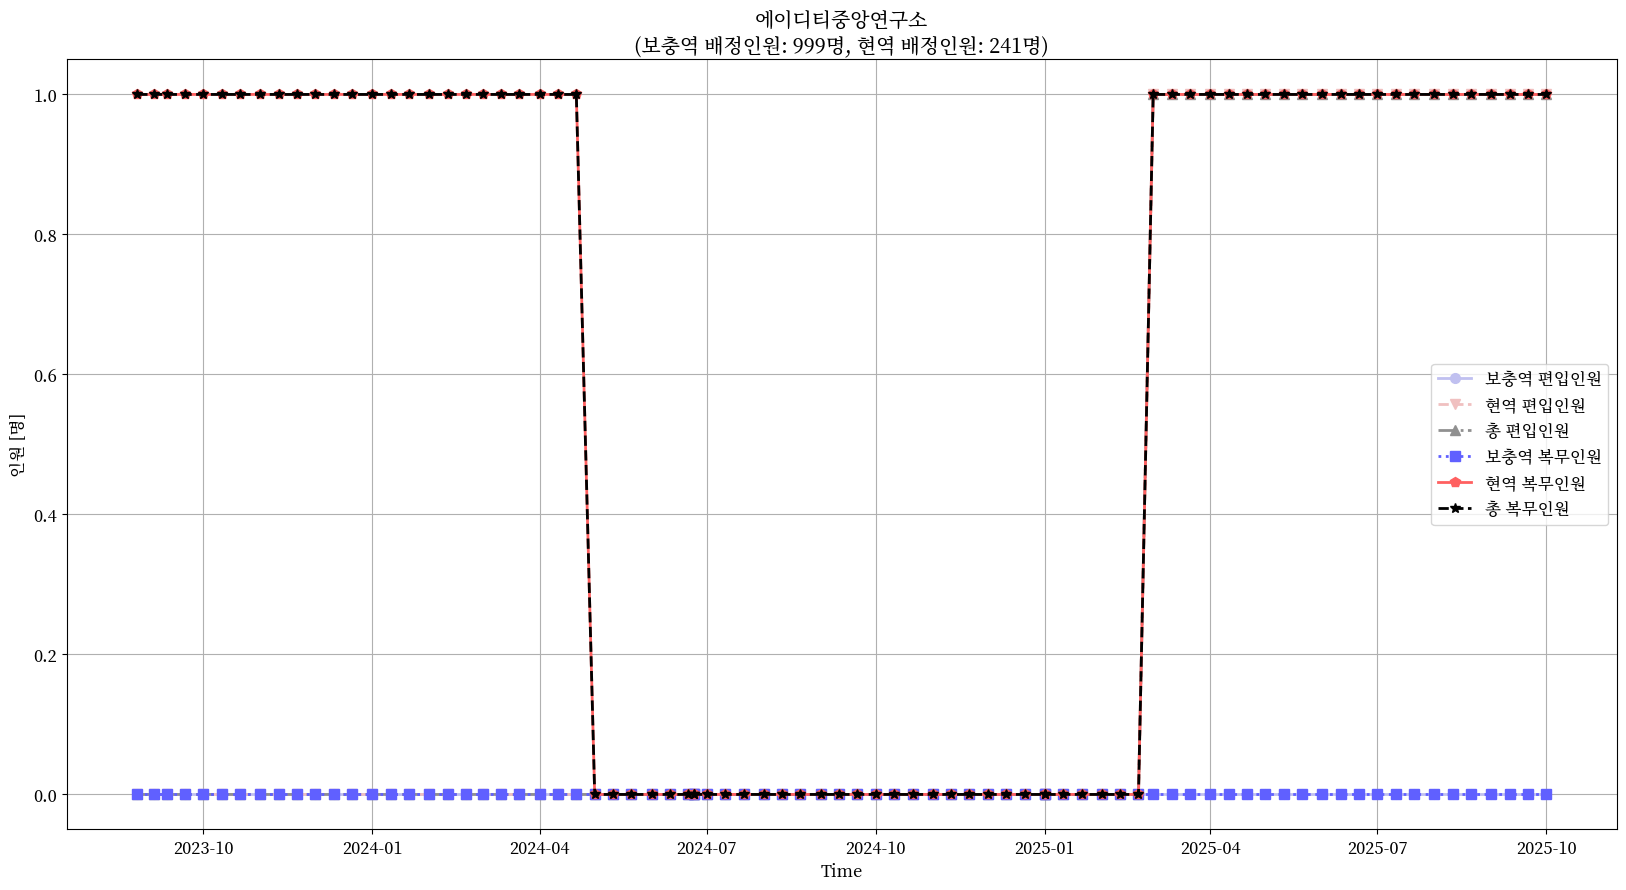 에이디티중앙연구소
(보충역 배정인원: 999명, 현역 배정인원: 241명)
1.0
0.8
0.6
0.4
0.2
0.0
인원 [명]
보충역 편입인원
현역 편입인원
총 편입인원
보충역 복무인원
현역 복무인원
총 복무인원
2023-10
2024-01
2024-04
2024-07
2024-10
2025-01
2025-04
2025-07
2025-10
Time